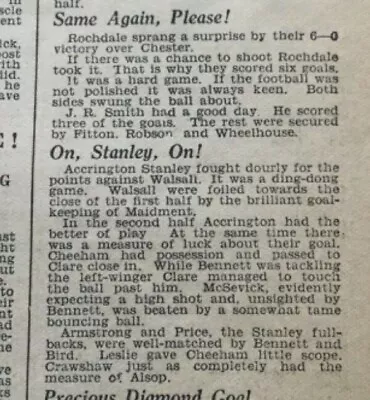 half.
Same Again, Please!
Rochdale sprang a surprise by their 6—0
victory over Chester.
If there was a chance to shoot Rochdale
took it. That is why they scored six goals.
It was a hard game. If the football was
not polished it was always keen. Both
sides swung the ball about.
J. R. Smith had a good day. He scored
three of the goals. The rest were secured
by Fitton. Robson and Wheelhouse.
On, Stanley, On!
Accrington Stanley fought dourly for the
points against Walsall. It was a ding-dong
game. Walsall were foiled towards the
close of the first half by the brilliant goal-
keeping of Maidment.
In the second half Accrington had the
better of play At the same time there
was a measure of luck about their goal.
Cheeham had possession and passed to
Clare close in. While Bennett was tackling
the left-winger Clare managed to touch
the ball past him. McSevick, evidently
expecting a high shot and, unsighted by
Bennett, was beaten by a somewhat tame
bouncing ball.
Armstrong and Price, the Stanley full-
backs, were well-matched by Bennett and
Bird. Leslie gave Cheeham little scope.
Crawshaw just as completely had the
measure of Alsop.
Precious Diamond Goal